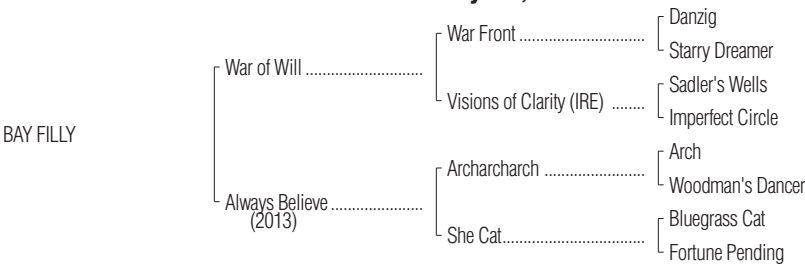 Danzig
War Front
Starry Dreamer
War of Will
Sadler's Wells
Visions of Clarity (IRE)
Imperfect Circle
BAY FILLY
Arch
Archarcharch
Woodman's Dancer
Always Believe
(2013)
Bluegrass Cat
She Cat
Fortune Pending